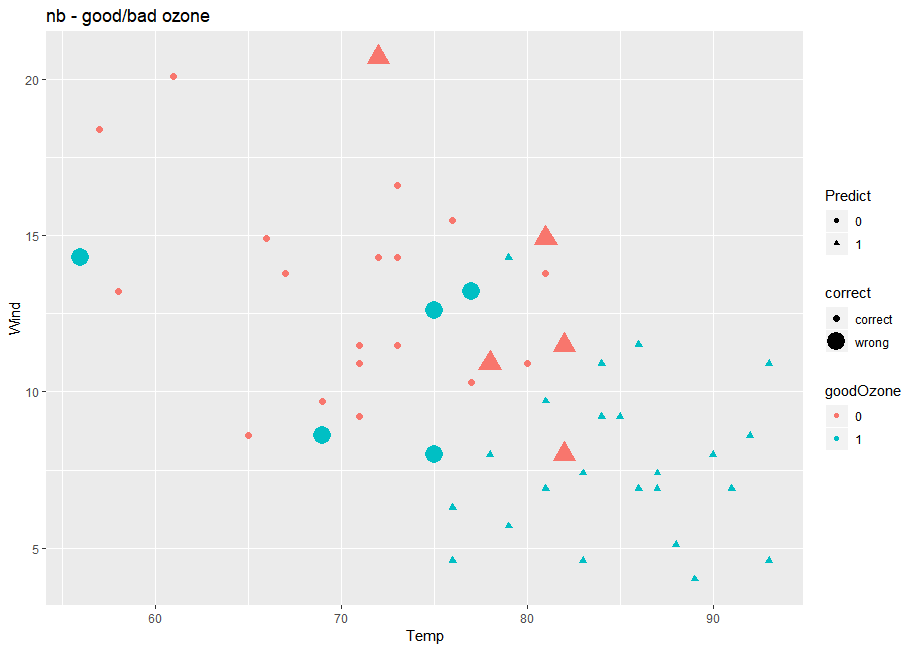 nb - good/bad ozone
20
15
10
5
Wind
60 70 80 90
Temp
Predict
0
1
correct
correct
wrong
goodOzone
0
1